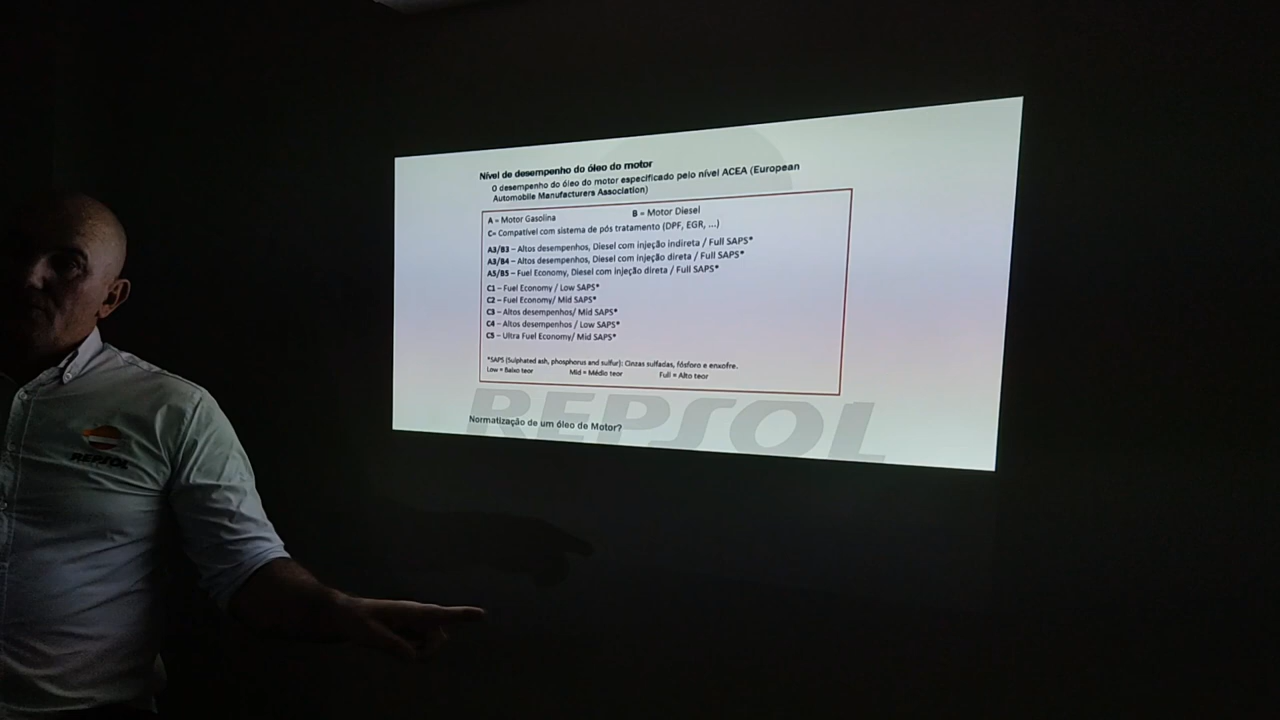 Nível de desempenho do óleo do motor
O desempenho do óleo do motor especificado pelo nível ACEA (European
Automobile Manufacturers Association)
A = Motor Gasolina B = Motor Diesel
C= Compatível com sistema de pós tratamento (DPF, EGR, ...)
A3/B3 – Altos desempenhos, Diesel com injeção indireta / Full SAPS*
A3/B4 – Altos desempenhos, Diesel com injeção direta / Full SAPS*
A5/B5 – Fuel Economy, Diesel com injeção direta / Full SAPS*
C1 – Fuel Economy / Low SAPS*
C2 – Fuel Economy/ Mid SAPS*
C3 – Altos desempenhos/ Mid SAPS*
C4 – Altos desempenhos / Low SAPS*
C5 – Ultra Fuel Economy/ Mid SAPS*
*SAPS (Sulphated ash, phosphorus and sulfur): Cinzas sulfadas, fósforo e enxofre.
Low = Baixo teor Mid = Médio teor Full = Alto teor
REPSOL
Normatização de um óleo de Motor?
REPSOL